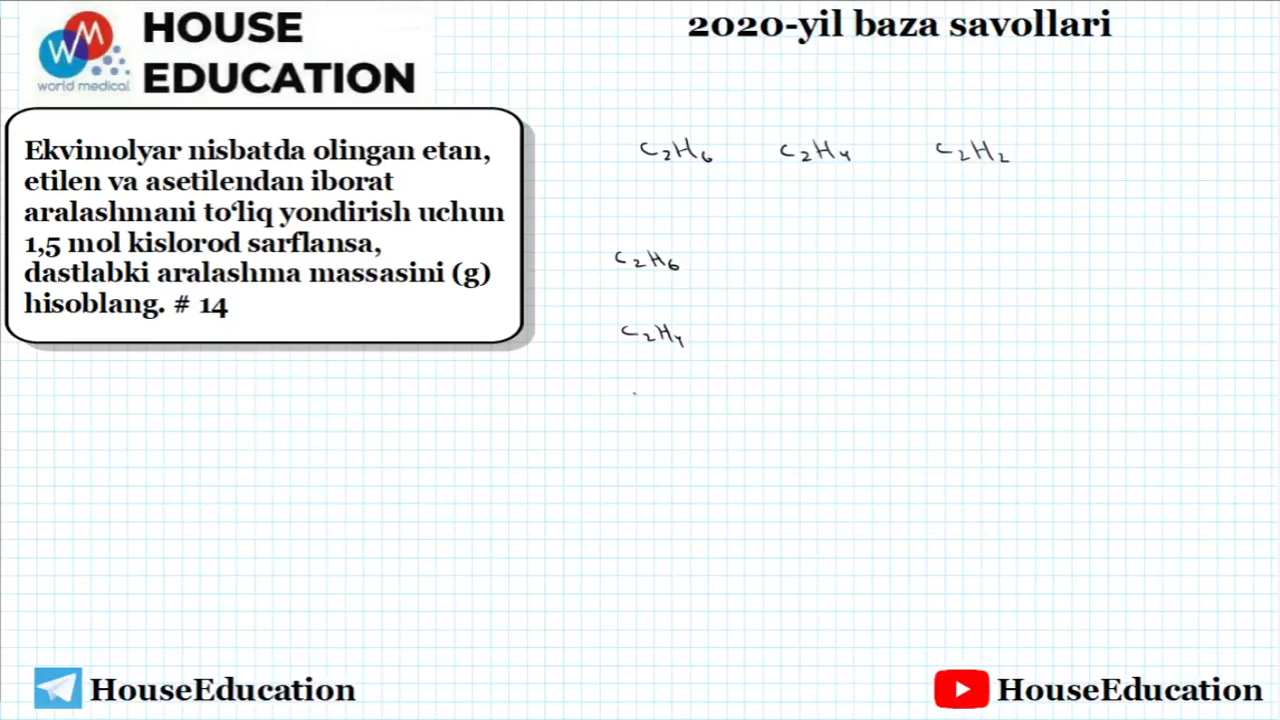 HOUSE
EDUCATION
WM
world medical
2020-yil baza savollari
Ekvimolyar nisbatda olingan etan,
etilen va asetilendan iborat
aralashmani to‘liq yondirish uchun
1,5 mol kislorod sarflansa,
dastlabki aralashma massasini (g)
hisoblang. # 14
C₂H₆ C₂H₄ C₂H₂
C₂H₆
C₂H₄
HouseEducation
HouseEducation